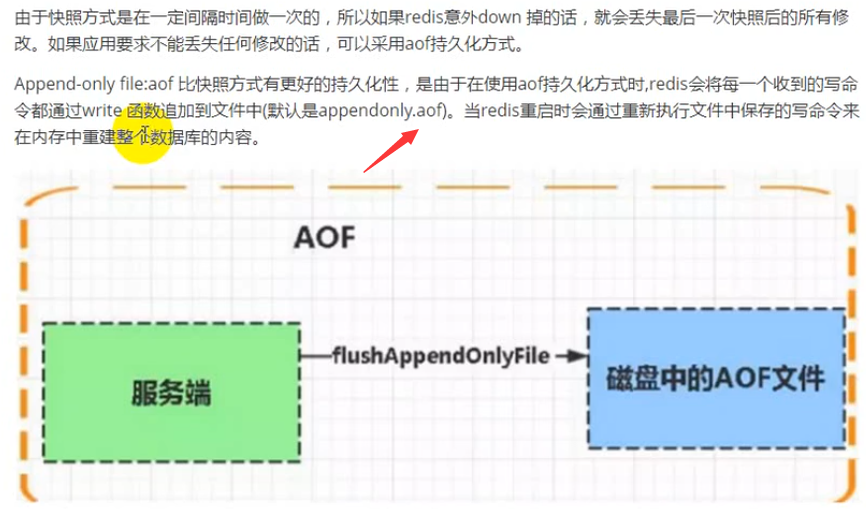 由于快照方式是在一定间隔时间做一次的，所以如果redis意外down 掉的话，就会丢失最后一次快照后的所有修
改。如果应用要求不能丢失任何修改的话，可以采用aof持久化方式。
Append-only file:aof 比快照方式有更好的持久化性，是由于在使用aof持久化方式时,redis会将每一个收到的写命
令都通过write 函数追加到文件中(默认是appendonly.aof)。当redis重启时会通过重新执行文件中保存的写命令来
在内存中重建整个数据库的内容。
AOF
服务端
flushAppendOnlyFile
磁盘中的AOF文件